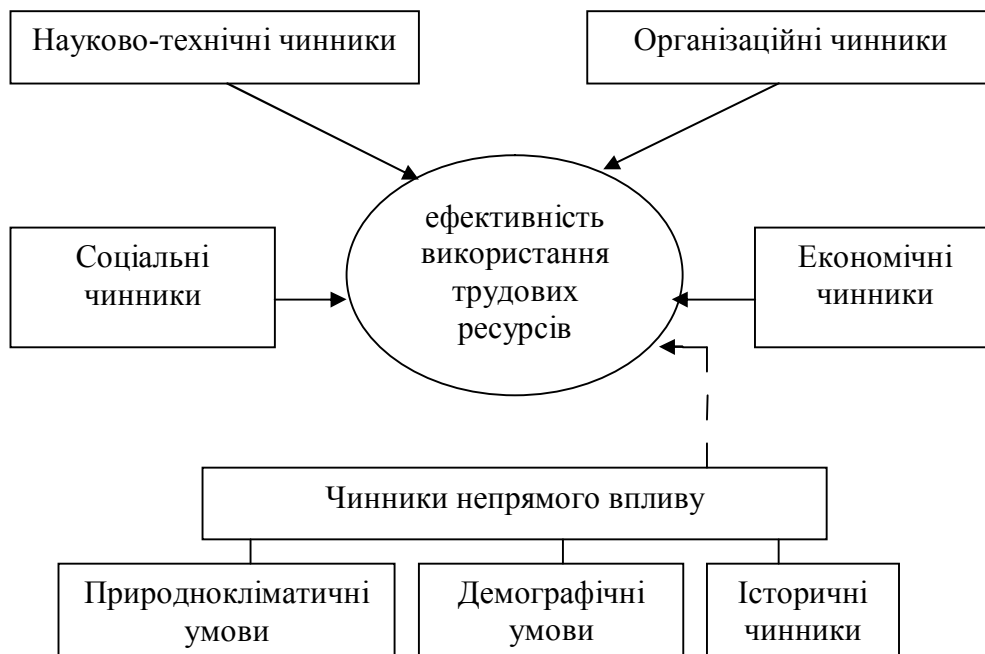 Науково-технічні чинники
Організаційні чинники
Соціальні
чинники
ефективність
використання
трудових
ресурсів
Економічні
чинники
Чинники непрямого впливу
Природнокліматичні
умови
Демографічні
умови
Історичні
чинники